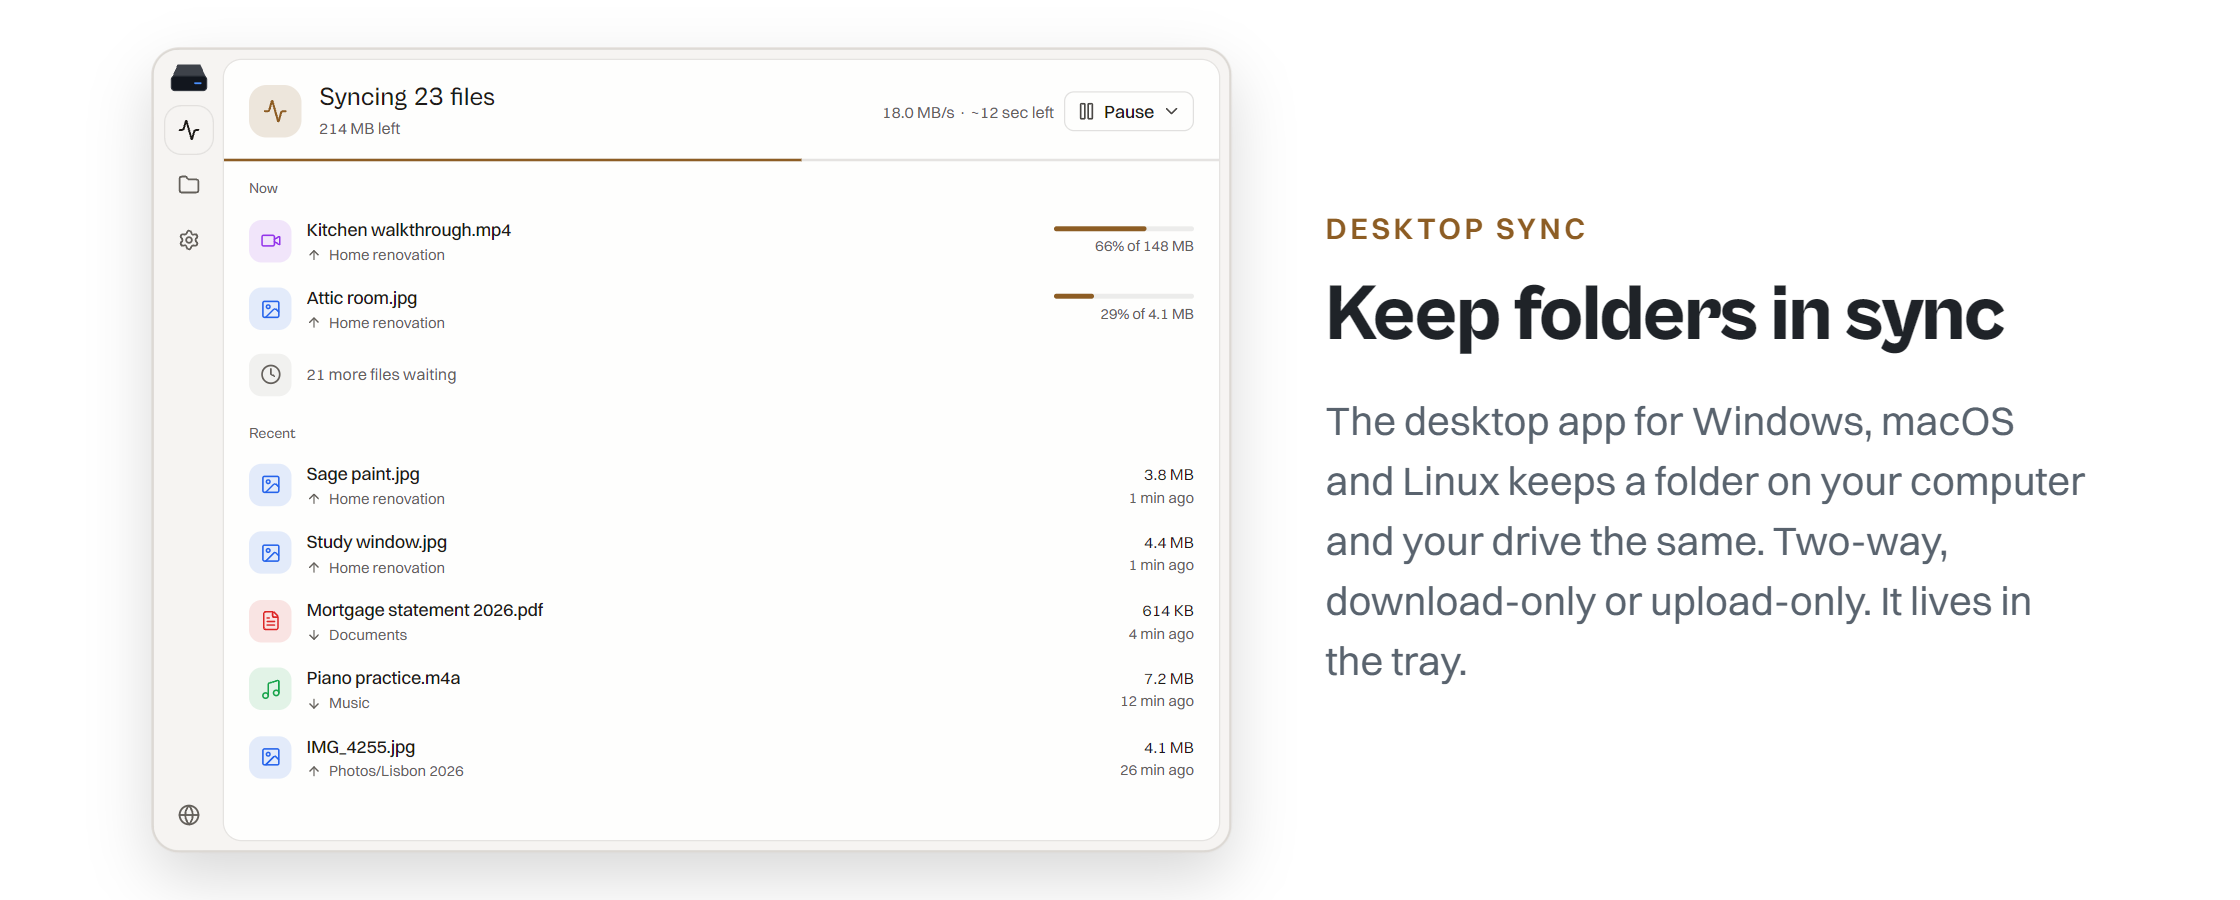 Syncing 23 files
214 MB left
18.0 MB/s · ~12 sec left
Pause
Now
Kitchen walkthrough.mp4
↑ Home renovation
66% of 148 MB
Attic room.jpg
↑ Home renovation
29% of 4.1 MB
21 more files waiting
Recent
Sage paint.jpg
3.8 MB
↑ Home renovation
1 min ago
Study window.jpg
4.4 MB
↑ Home renovation
1 min ago
Mortgage statement 2026.pdf
614 KB
↓ Documents
4 min ago
Piano practice.m4a
7.2 MB
↓ Music
12 min ago
IMG_4255.jpg
4.1 MB
↑ Photos/Lisbon 2026
26 min ago
DESKTOP SYNC
Keep folders in sync
The desktop app for Windows, macOS
and Linux keeps a folder on your computer
and your drive the same. Two-way,
download-only or upload-only. It lives in
the tray.